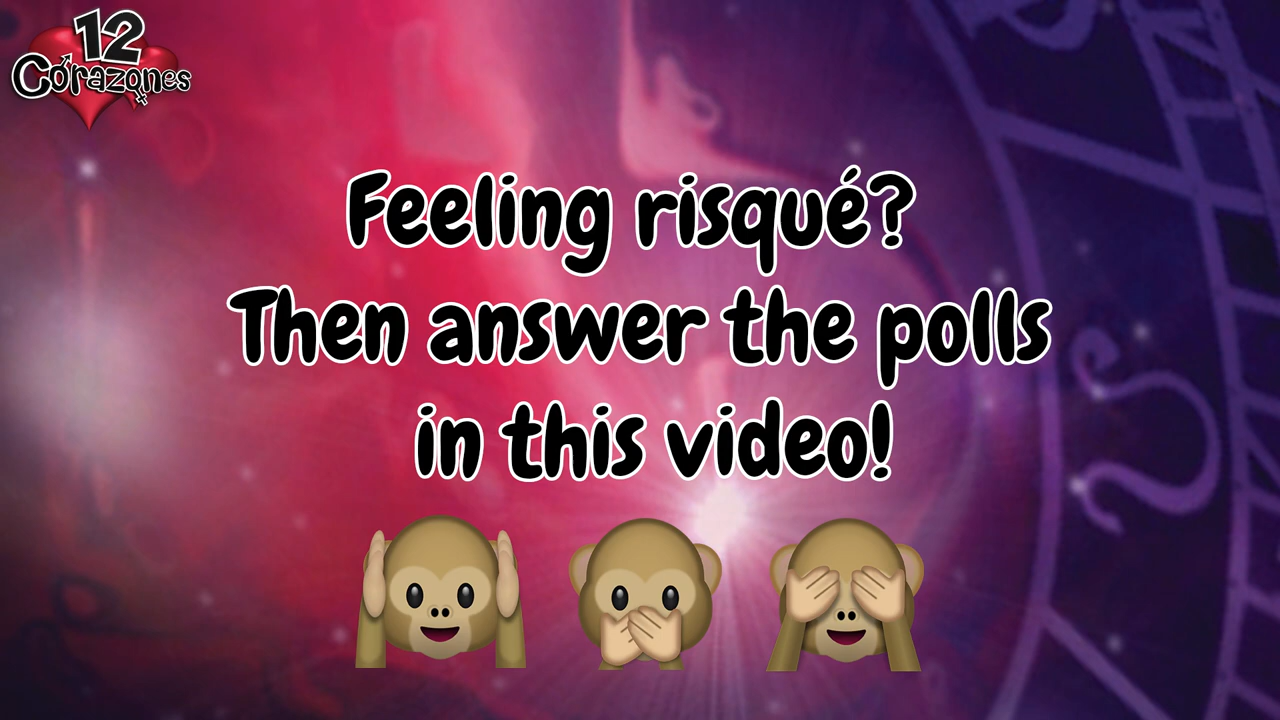 12
Corazones
Feeling risqué?
Then answer the polls
in this video!